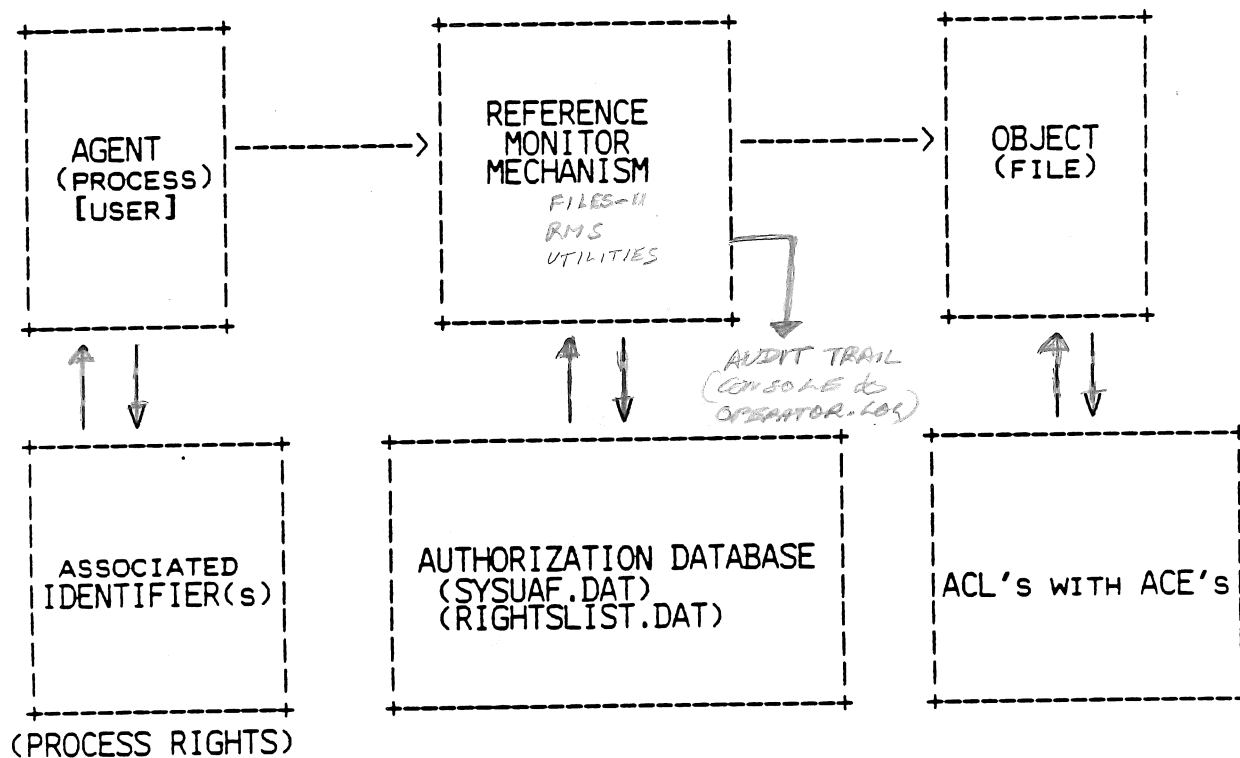 AGENT
(PROCESS)
[USER]
REFERENCE
MONITOR
MECHANISM
FILES-11
RMS
UTILITIES
OBJECT
(FILE)
AUDIT TRAIL
(CONSOLE
OPERATOR.LOG)
ASSOCIATED
IDENTIFIER(s)
(PROCESS RIGHTS)
AUTHORIZATION DATABASE
(SYSUAF.DAT)
(RIGHTSLIST.DAT)
ACL's WITH ACE's